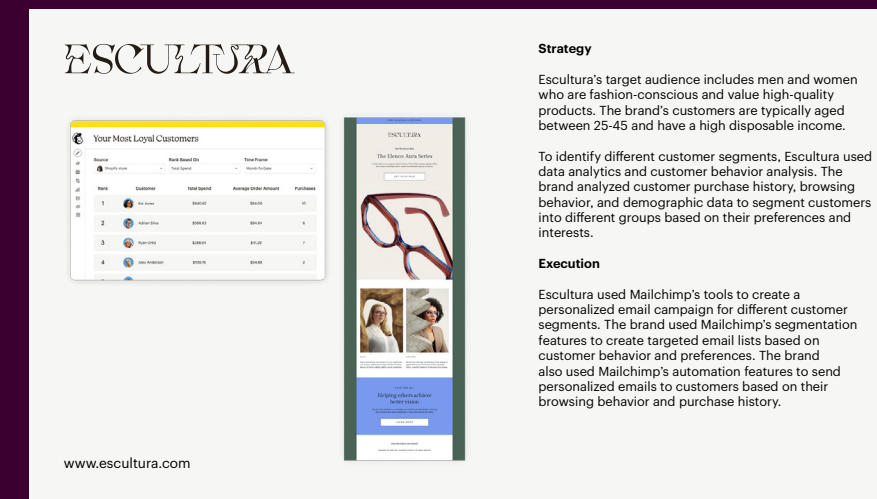 ESCULTURA
Your Most Loyal Customers
Source
Rank Based On
Time Frame
Shopify store
Total Spend
Month-To-Date
Rank
Customer
Total Spend
Average Order Amount
Purchases
1
2
Adrian Silva
3
Ryan Ortiz
4
Jake Anderson
ESCULTURA
The Elenox Aura Series
Helping others achieve
better vision
www.escultura.com
Strategy
Escultura's target audience includes men and women
who are fashion-conscious and value high-quality
products. The brand's customers are typically aged
between 25-45 and have a high disposable income.
To identify different customer segments, Escultura used
data analytics and customer behavior analysis. The
brand analyzed customer purchase history, browsing
behavior, and demographic data to segment customers
into different groups based on their preferences and
interests.
Execution
Escultura used Mailchimp's tools to create a
personalized email campaign for different customer
segments. The brand used Mailchimp's segmentation
features to create targeted email lists based on
customer behavior and preferences. The brand
also used Mailchimp's automation features to send
personalized emails to customers based on their
browsing behavior and purchase history.